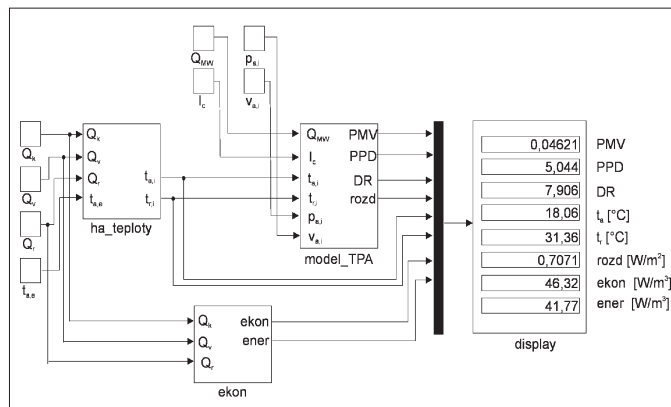 Q_MW
p_a,i
I_c
v_a,i
Q_k
Q_v
Q_r
t_a,e
Q_k
Q_v
Q_r
t_a,e
t_a,i
t_r,i
ha_teploty
Q_MW
I_c
t_a,i
t_r,i
p_a,i
v_a,i
PMV
PPD
DR
rozd
model_TPA
Q_k
Q_v
Q_r
ekon
ener
ekon
0,04621 PMV
5,044 PPD
7,906 DR
18,06 t_a [°C]
31,36 t_r [°C]
0,7071 rozd [W/m²]
46,32 ekon [W/m³]
41,77 ener [W/m³]
display